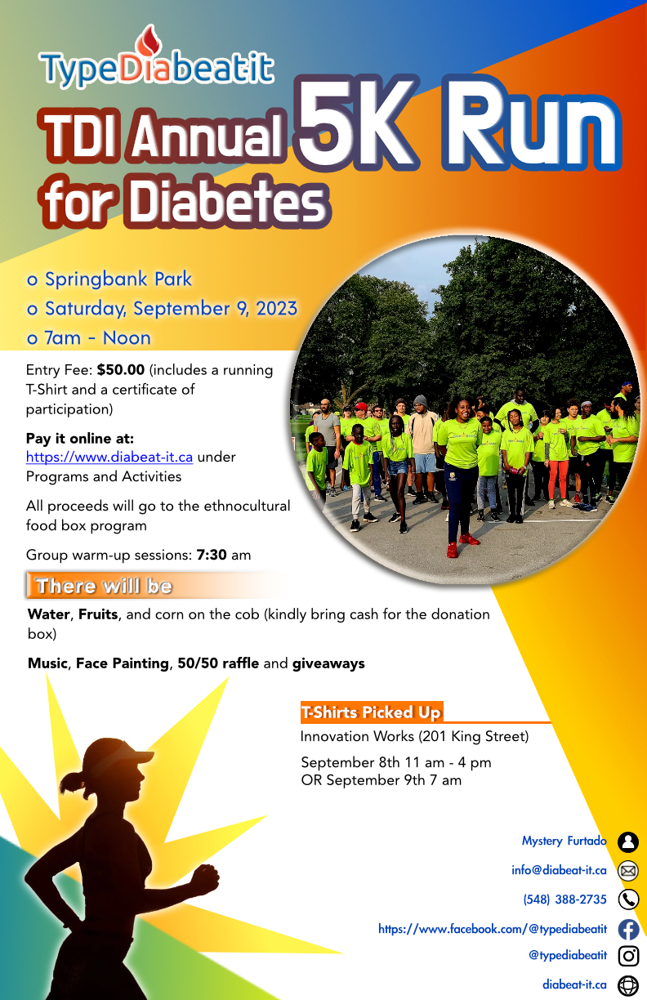 TypeDiabeatit
TDI Annual 5K Run
for Diabetes
o Springbank Park
o Saturday, September 9, 2023
o 7am - Noon
Entry Fee: $50.00 (includes a running
T-Shirt and a certificate of
participation)
Pay it online at:
https://www.diabeat-it.ca under
Programs and Activities
All proceeds will go to the ethnocultural
food box program
Group warm-up sessions: 7:30 am
There will be
Water, Fruits, and corn on the cob (kindly bring cash for the donation
box)
Music, Face Painting, 50/50 raffle and giveaways
T-Shirts Picked Up
Innovation Works (201 King Street)
September 8th 11 am - 4 pm
OR September 9th 7 am
Mystery Furtado
info@diabeat-it.ca
(548) 388-2735
https://www.facebook.com/@typediabeatit
@typediabeatit
diabeat-it.ca